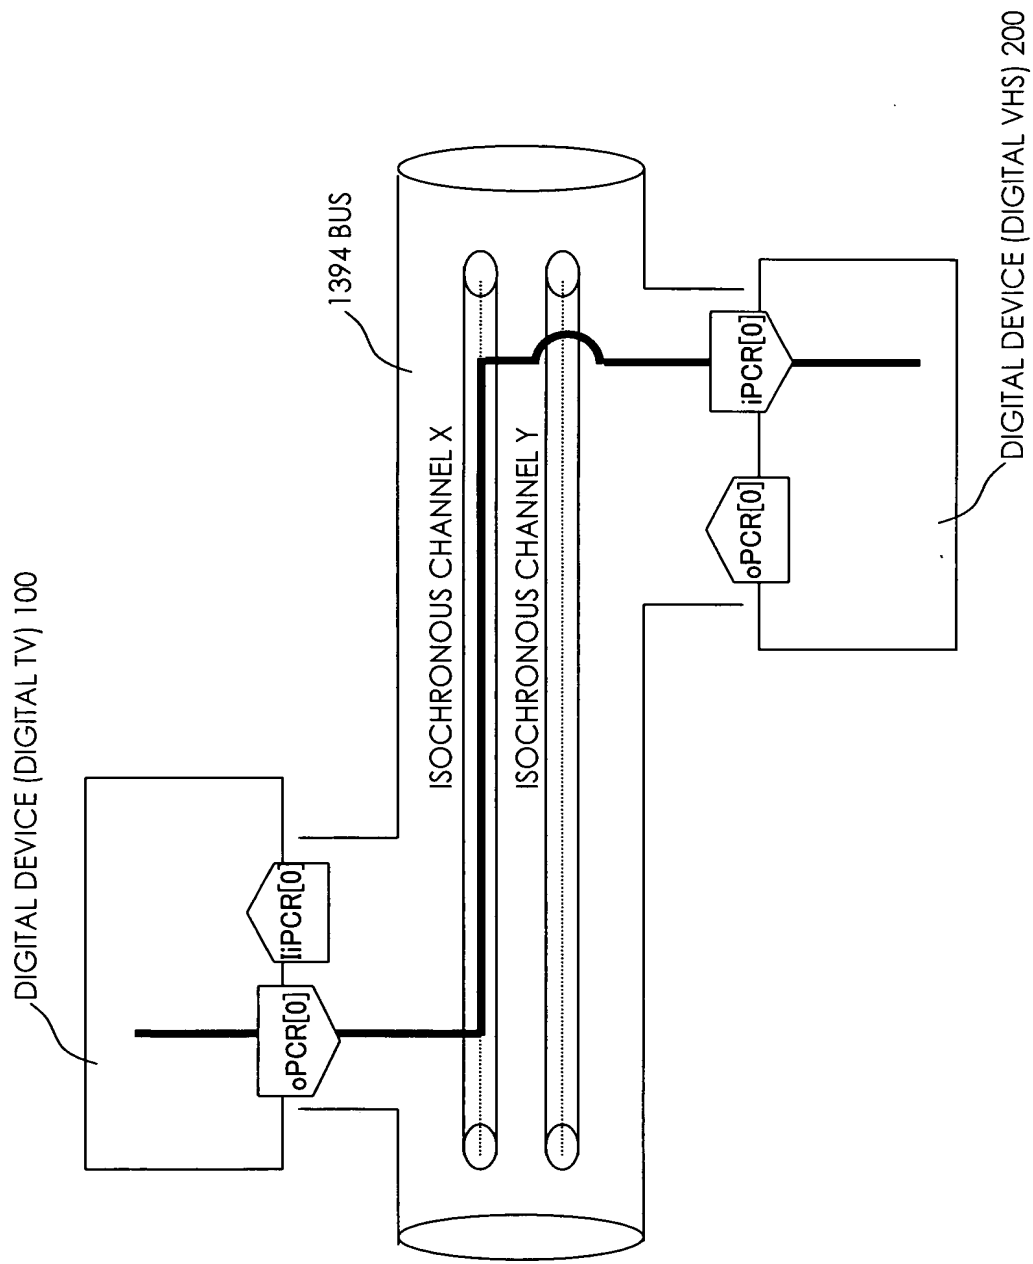 DIGITAL DEVICE (DIGITAL TV) 100
oPCR[0]
IiPCR[0]
1394 BUS
ISOCHRONOUS CHANNEL X
ISOCHRONOUS CHANNEL Y
oPCR[0]
iPCR[0]
DIGITAL DEVICE (DIGITAL VHS) 200